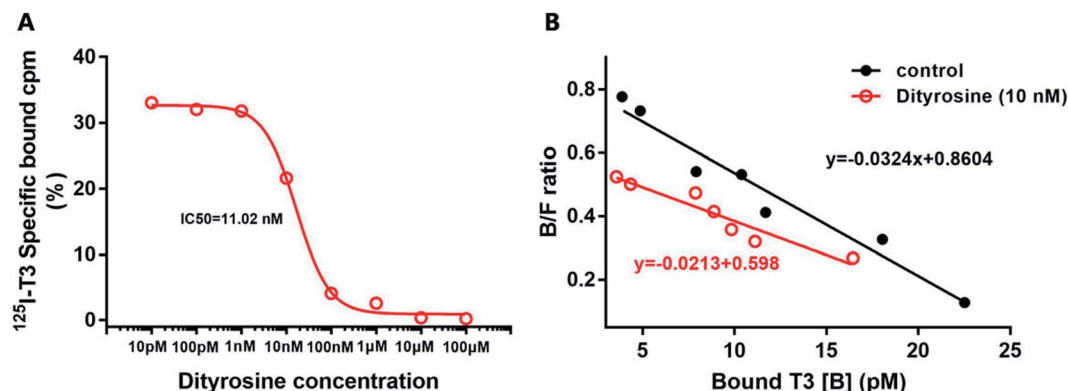 A
¹²⁵I-T3 Specific bound cpm
(%)
40
30
20
10
0
IC50=11.02 nM
10pM 100pM 1nM 10nM 100nM 1μM 10μM 100μM
Dityrosine concentration
B
B/F ratio
0.8
0.6
0.4
0.2
control
Dityrosine (10 nM)
y=-0.0324x+0.8604
y=-0.0213+0.598
5 10 15 20 25
Bound T3 [B] (pM)